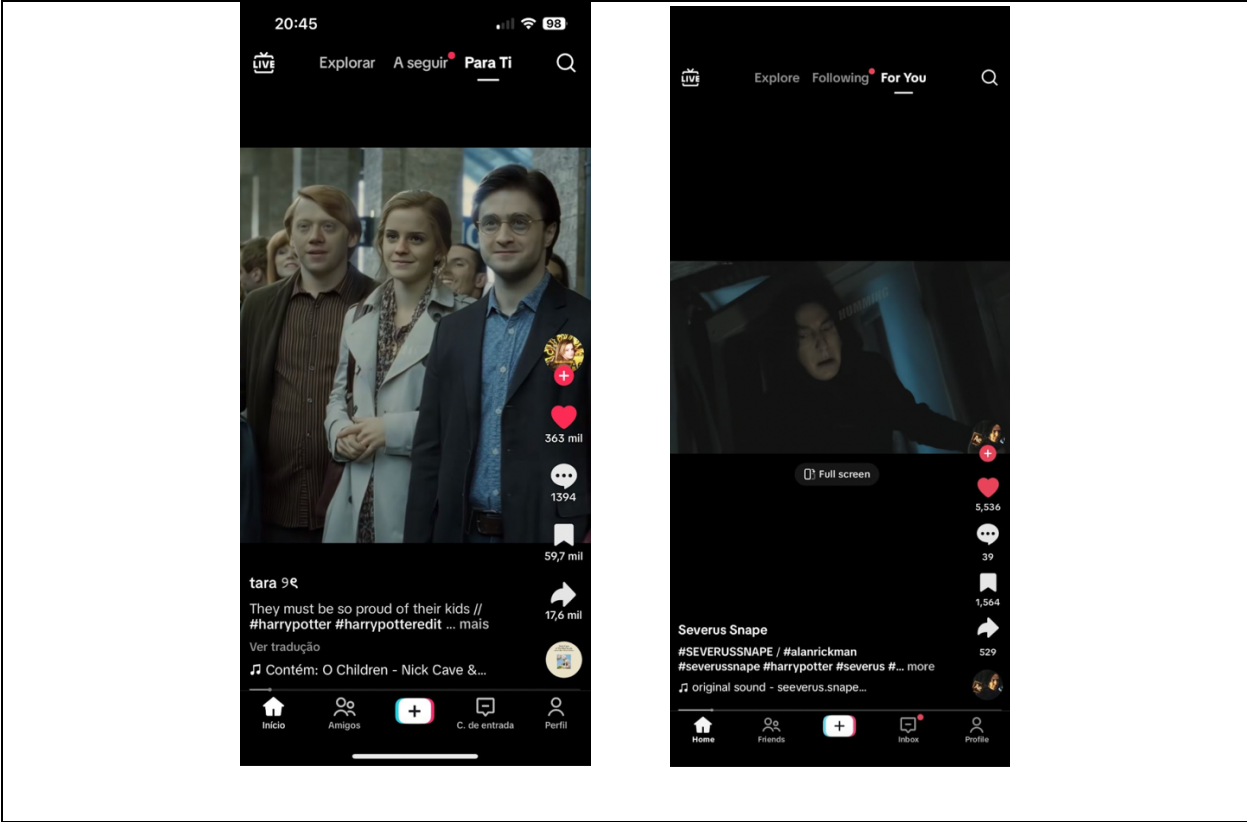 20:45
98
LIVE
Explorar A seguir Para Ti
363 mil
1394
59,7 mil
17,6 mil
tara ୨ৎ
They must be so proud of their kids //
#harrypotter #harrypotteredit ... mais
Ver tradução
Contém: O Children - Nick Cave &...
Início
Amigos
C. de entrada
Perfil
LIVE
Explore Following For You
HUMMING
Full screen
5,536
39
1,564
529
Severus Snape
#SEVERUSSNAPE / #alanrickman
#severussnape #harrypotter #severus #... more
original sound - seeverus.snape...
Home
Friends
Inbox
Profile